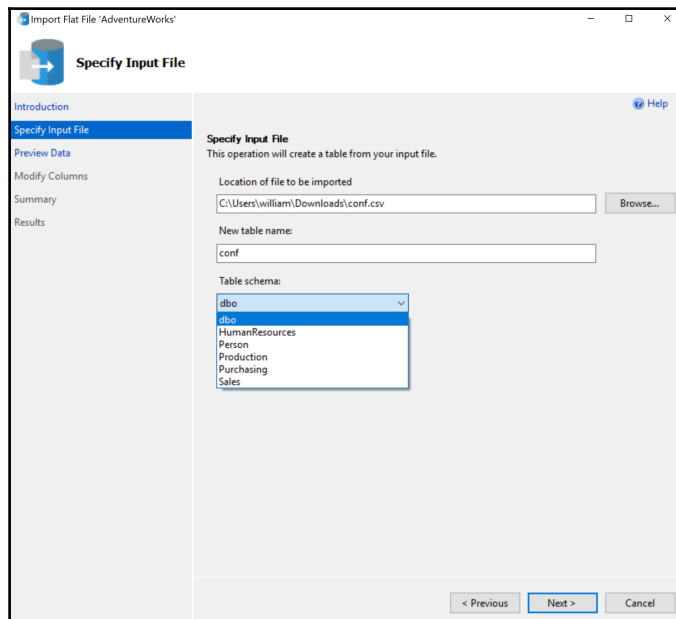 Import Flat File 'AdventureWorks'
Specify Input File
Help
Introduction
Specify Input File
Preview Data
Modify Columns
Summary
Results
Specify Input File
This operation will create a table from your input file.
Location of file to be imported
C:\Users\william\Downloads\conf.csv
Browse...
New table name:
conf
Table schema:
dbo
dbo
HumanResources
Person
Production
Purchasing
Sales
< Previous
Next >
Cancel